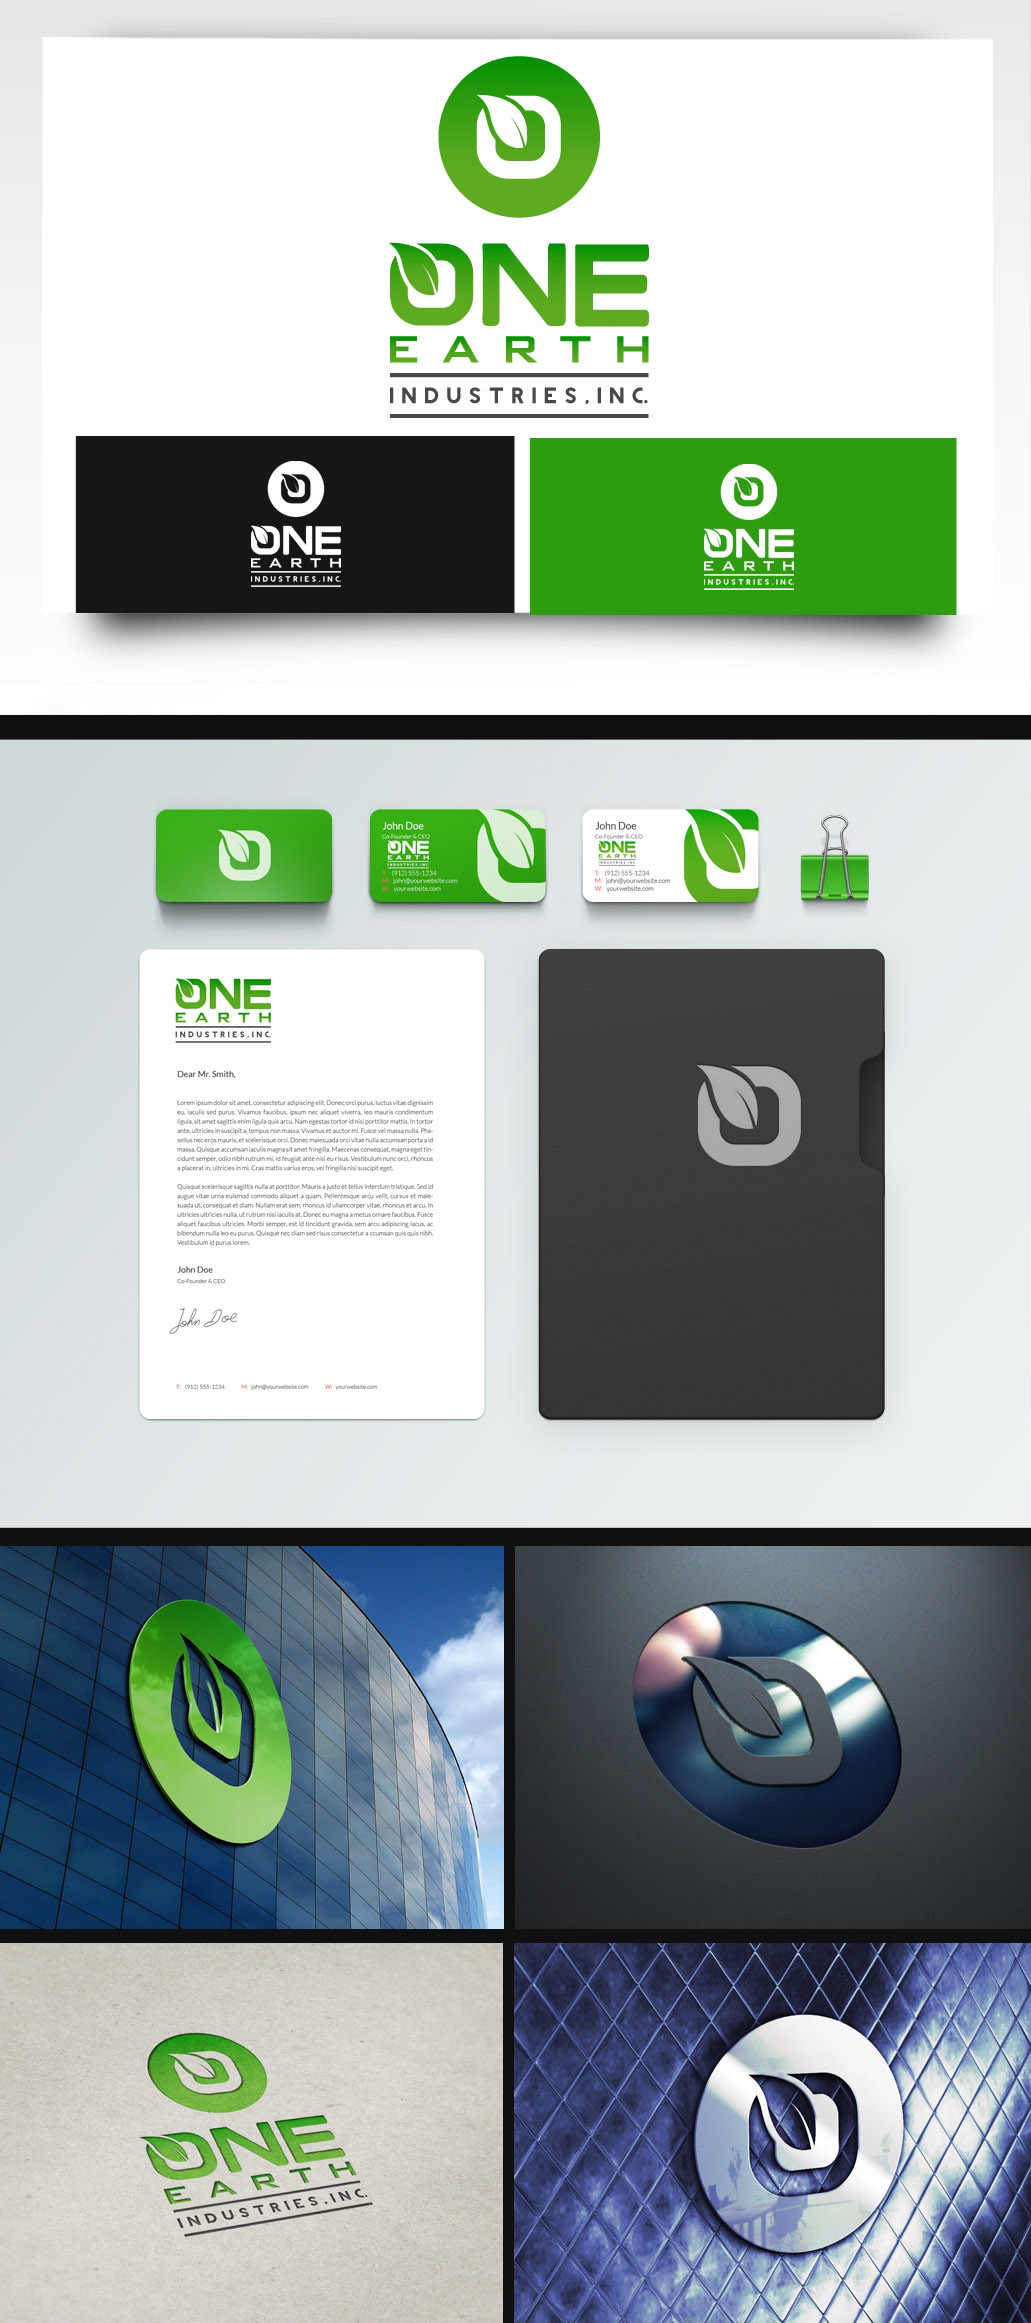 ONE
EARTH
INDUSTRIES, INC.
ONE
EARTH
INDUSTRIES, INC.
ONE
EARTH
INDUSTRIES, INC.
John Doe
Co-Founder & CEO
ONE
EARTH
INDUSTRIES, INC.
T: (912) 555-1234
M: john@yourwebsite.com
W: yourwebsite.com
John Doe
Co-Founder & CEO
ONE
EARTH
INDUSTRIES, INC.
T: (912) 555-1234
M: john@yourwebsite.com
W: yourwebsite.com
ONE
EARTH
INDUSTRIES, INC.
Dear Mr. Smith,
Lorem ipsum dolor sit amet, consectetur adipiscing elit. Donec orci purus, luctus vitae dignissim
eu, iaculis sed purus. Vivamus faucibus, ipsum nec aliquet viverra, leo mauris condimentum
ligula, sit amet sagittis enim ligula quis arcu. Nam egestas tortor id nisi porttitor mattis. In tortor
ante, ultricies in suscipit a, tempus non massa. Vivamus et auctor mi. Fusce vel massa nulla. Pha-
sellus nec eros mauris, et scelerisque orci. Donec malesuada orci vitae nulla accumsan porta a id
massa. Quisque accumsan iaculis magna sit amet fringilla. Maecenas consequat, magna eget tin-
cidunt semper, odio nibh rutrum mi, id feugiat ante nisi eu risus. Vestibulum nunc orci, rhoncus
a placerat in, ultricies in mi. Cras mattis varius eros, vel fringilla nisi suscipit eget.
Quisque scelerisque sagittis nulla at porttitor. Mauris a justo et tellus interdum tristique. Sed id
augue vitae urna euismod commodo aliquet a quam. Pellentesque arcu velit, cursus et male-
suada ut, consequat et diam. Nullam erat sem, rhoncus id ullamcorper vitae, rhoncus et arcu. In
ultricies ultricies nulla, ut rutrum nisi iaculis at. Donec eu magna a metus ornare faucibus. Fusce
aliquet faucibus ultricies. Morbi semper, est id tincidunt gravida, sem arcu adipiscing lacus, ac
bibendum nulla leo eu purus. Quisque nec diam sed risus consectetur a ccumsan quis quis nibh.
Vestibulum id purus lorem.
John Doe
Co-Founder & CEO
John Doe
T: (912) 555-1234 M: john@yourwebsite.com W: yourwebsite.com
ONE
EARTH
INDUSTRIES, INC.